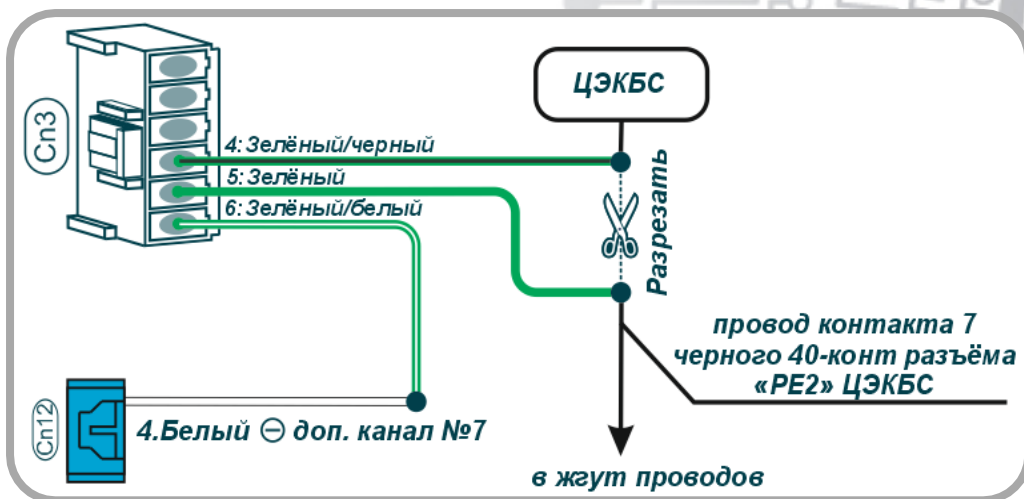 ЦЭКБС
Сп3
4: Зелёный/черный
5: Зелёный
6: Зелёный/белый
Разрезать
провод контакта 7
черного 40-конт разъёма
«PE2» ЦЭКБС
Сп12
4.Белый ⊖ доп. канал №7
в жгут проводов